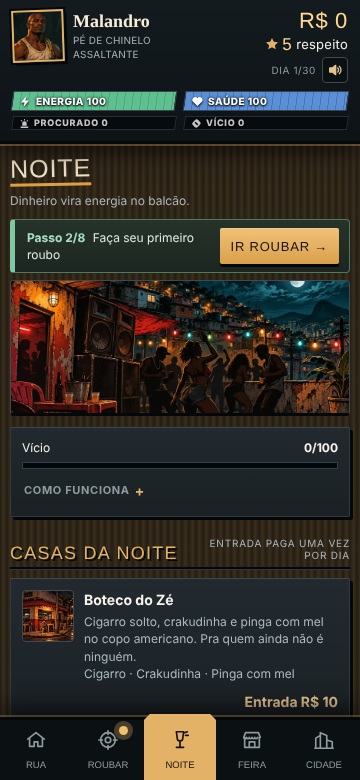 Malandro
PÉ DE CHINELO
ASSALTANTE
R$ 0
5 respeito
DIA 1/30
ENERGIA 100
SAÚDE 100
PROCURADO 0
VÍCIO 0
NOITE
Dinheiro vira energia no balcão.
Passo 2/8 Faça seu primeiro
roubo
IR ROUBAR →
Vício
0/100
COMO FUNCIONA +
CASAS DA NOITE
ENTRADA PAGA UMA VEZ
POR DIA
Boteco do Zé
Cigarro solto, crakudinha e pinga com mel
no copo americano. Pra quem ainda não é
ninguém.
Cigarro · Crakudinha · Pinga com mel
Entrada R$ 10
RUA
ROUBAR
NOITE
FEIRA
CIDADE